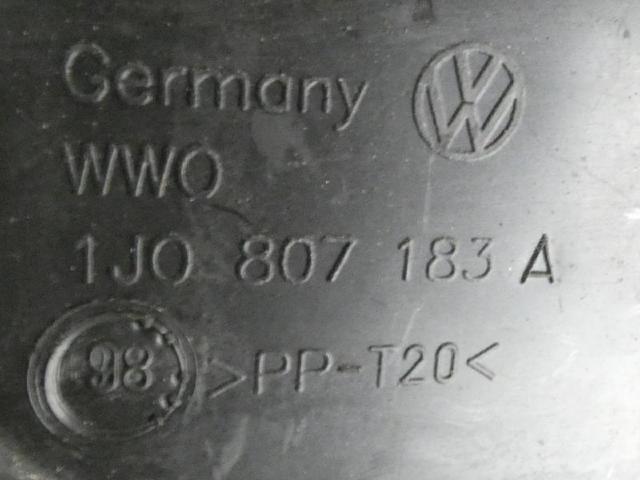 Germany
WWO
1J0 807 183 A
98 >PP-T20<